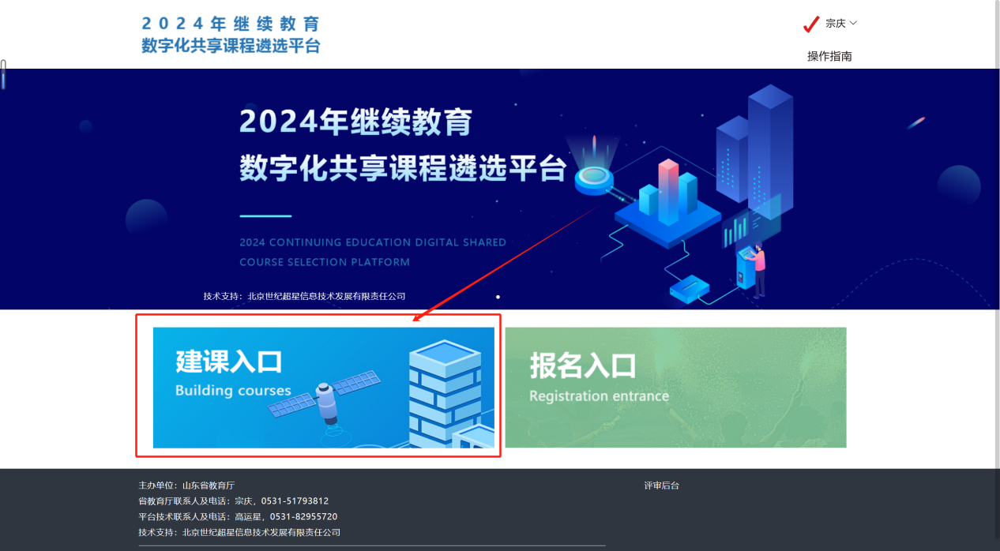 2024年继续教育
数字化共享课程遴选平台
宗庆
操作指南
2024年继续教育
数字化共享课程遴选平台
2024 CONTINUING EDUCATION DIGITAL SHARED
COURSE SELECTION PLATFORM
技术支持：北京世纪超星信息技术发展有限责任公司
建课入口
Building courses
报名入口
Registration entrance
主办单位：山东省教育厅
省教育厅联系人及电话：宗庆，0531-51793812
平台技术联系人及电话：高运星，0531-82955720
技术支持：北京世纪超星信息技术发展有限责任公司
评审后台